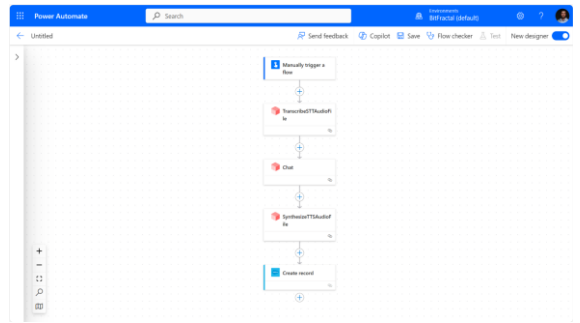 Power Automate
Search
Environments
BitFractal (default)
?
Untitled
Send feedback
Copilot
Save
Flow checker
Test
New designer
Manually trigger a
flow
TranscribeSTTAudioFi
le
Chat
SynthesizeTTSAudioF
ile
Create record